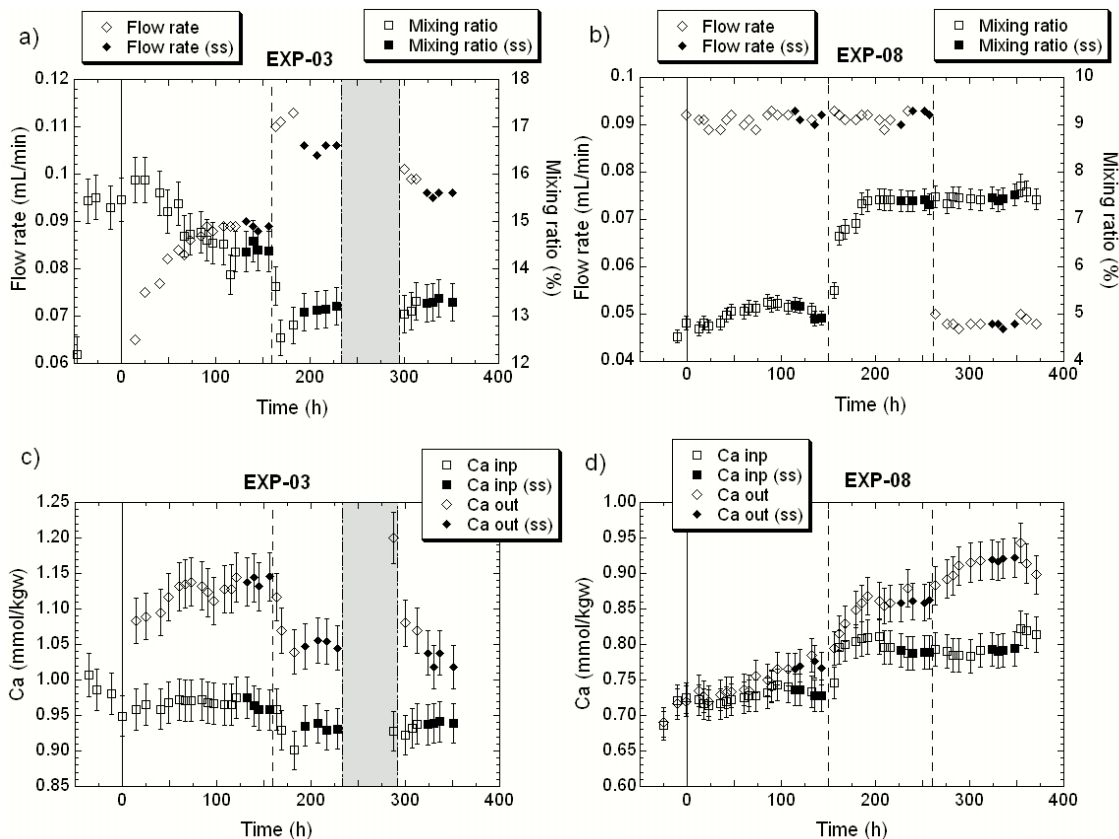 a)
Flow rate
Flow rate (ss)
Mixing ratio
Mixing ratio (ss)
EXP-03
0.12
0.11
0.1
0.09
0.08
0.07
0.06
Flow rate (mL/min)
18
17
16
15
14
13
12
Mixing ratio (%)
0 100 200 300 400
Time (h)
b)
Flow rate
Flow rate (ss)
Mixing ratio
Mixing ratio (ss)
EXP-08
0.1
0.09
0.08
0.07
0.06
0.05
0.04
Flow rate (mL/min)
10
9
8
7
6
5
4
Mixing ratio (%)
0 100 200 300 400
Time (h)
c)
EXP-03
Ca inp
Ca inp (ss)
Ca out
Ca out (ss)
1.25
1.20
1.15
1.10
1.05
1.00
0.95
0.90
0.85
Ca (mmol/kgw)
0 100 200 300 400
Time (h)
d)
EXP-08
Ca inp
Ca inp (ss)
Ca out
Ca out (ss)
1.00
0.95
0.90
0.85
0.80
0.75
0.70
0.65
0.60
Ca (mmol/kgw)
0 100 200 300 400
Time (h)